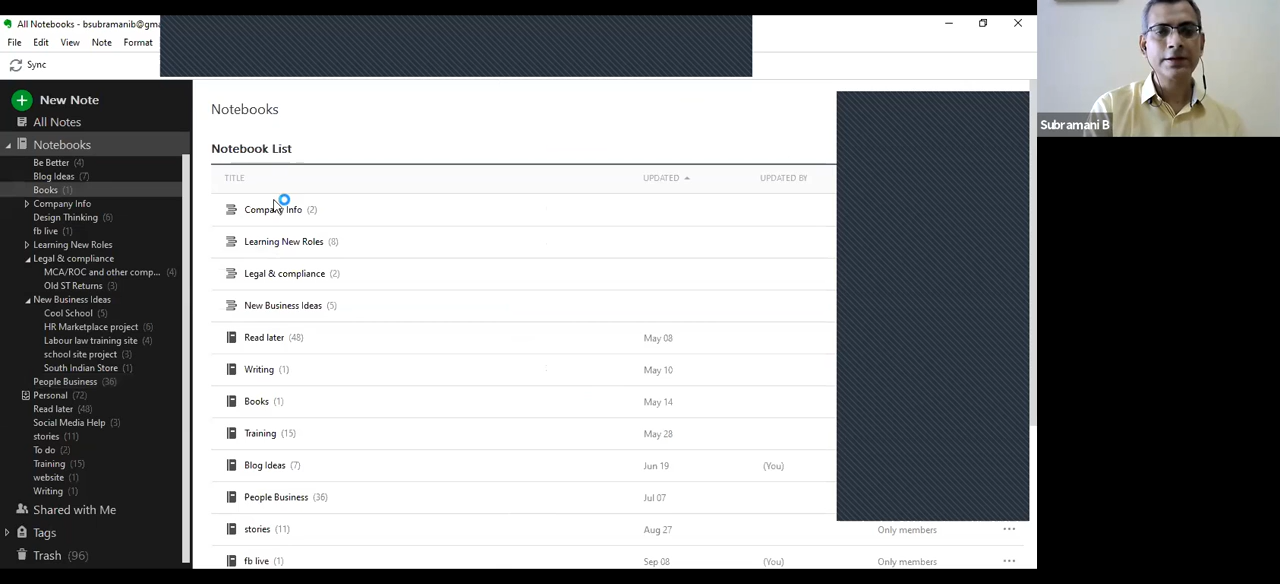 All Notebooks - bsubramanib@gma
File Edit View Note Format
Sync
New Note
All Notes
Notebooks
Be Better (4)
Blog Ideas (7)
Books (1)
Company Info
Design Thinking (6)
fb live (1)
Learning New Roles
Legal & compliance
MCA/ROC and other comp... (4)
Old ST Returns (3)
New Business Ideas
Cool School (5)
HR Marketplace project (6)
Labour law training site (4)
school site project (3)
South Indian Store (1)
People Business (36)
Personal (72)
Read later (48)
Social Media Help (3)
stories (11)
To do (2)
Training (15)
website (1)
Writing (1)
Shared with Me
Tags
Trash (96)
Notebooks
Notebook List
TITLE UPDATED UPDATED BY
Company Info (2)
Learning New Roles (8)
Legal & compliance (2)
New Business Ideas (5)
Read later (48) May 08
Writing (1) May 10
Books (1) May 14
Training (15) May 28
Blog Ideas (7) Jun 19 (You)
People Business (36) Jul 07
stories (11) Aug 27 Only members
fb live (1) Sep 08 (You) Only members
Subramani B